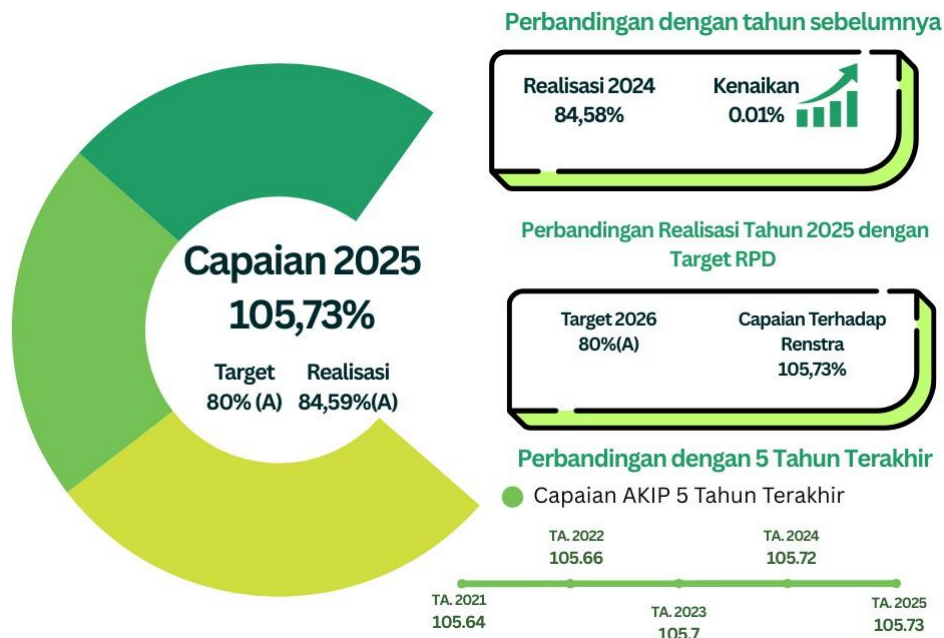 Capaian 2025
105,73%
Target Realisasi
80% (A) 84,59%(A)
Perbandingan dengan tahun sebelumnya
Realisasi 2024 Kenaikan
84,58% 0.01%
Perbandingan Realisasi Tahun 2025 dengan
Target RPD
Target 2026 Capaian Terhadap
80%(A) Renstra
105,73%
Perbandingan dengan 5 Tahun Terakhir
Capaian AKIP 5 Tahun Terakhir
TA. 2022 TA. 2024
105.66 105.72
TA. 2021 TA. 2023 TA. 2025
105.64 105.7 105.73